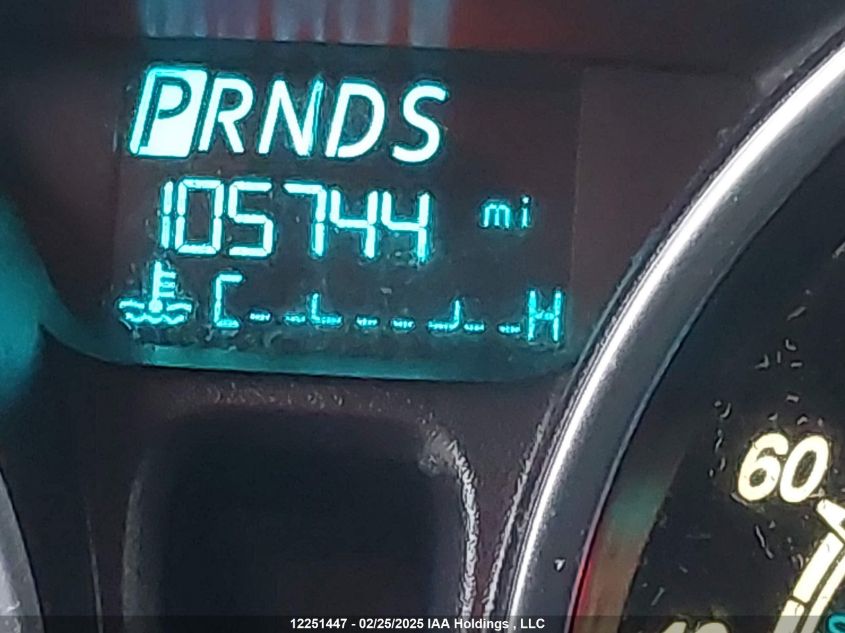 PRNDS
105744 mi
C H
60
12251447 - 02/25/2025 IAA Holdings , LLC